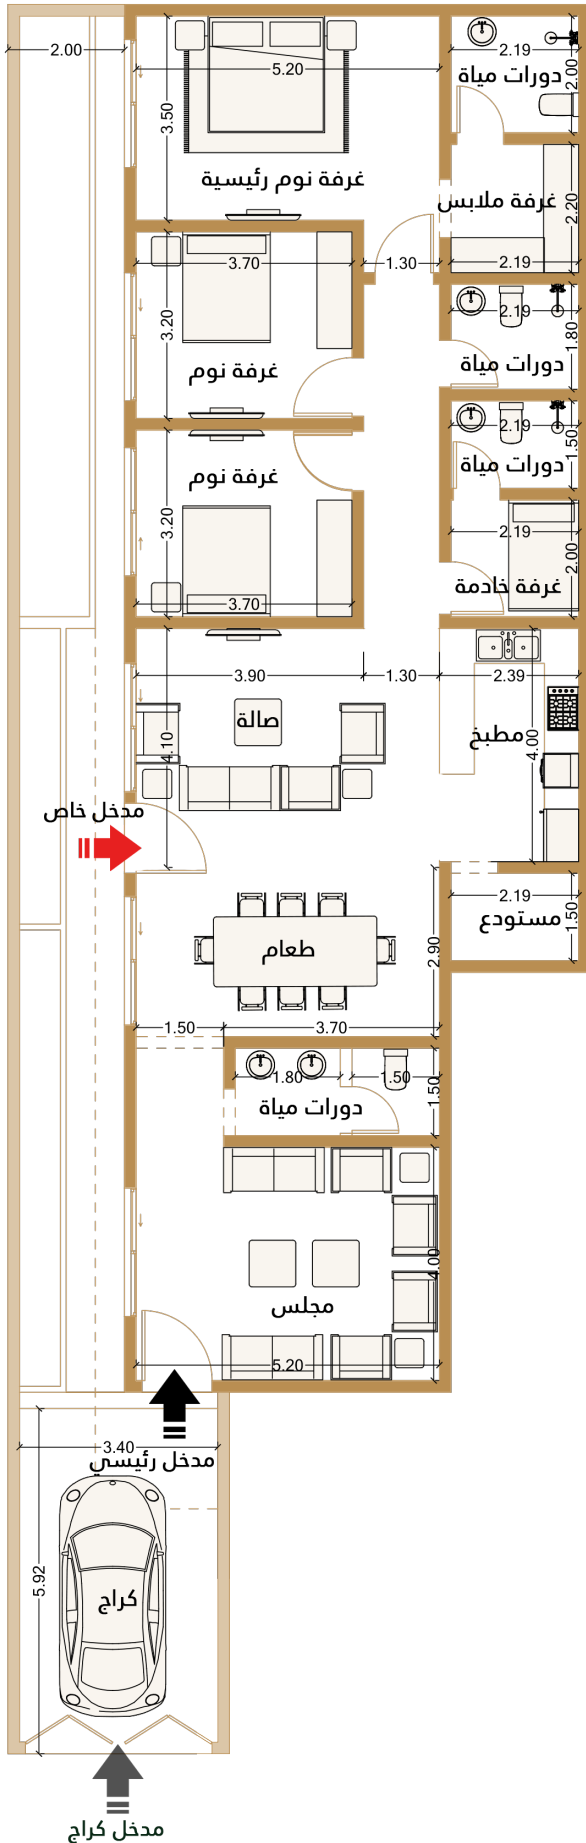 2.00
5.20
3.50
2.19
2.00
دورات مياة
غرفة نوم رئيسية
غرفة ملابس
2.20
2.19
3.70
1.30
3.20
غرفة نوم
2.19
1.80
دورات مياة
2.19
1.50
دورات مياة
غرفة نوم
3.20
3.70
2.19
2.00
غرفة خادمة
3.90
1.30
2.39
صالة
4.10
مطبخ
4.00
مدخل خاص
2.19
1.50
مستودع
طعام
2.90
1.50
3.70
1.80
1.50
1.50
دورات مياة
مجلس
4.00
5.20
3.40
مدخل رئيسي
5.92
كراج
مدخل كراج